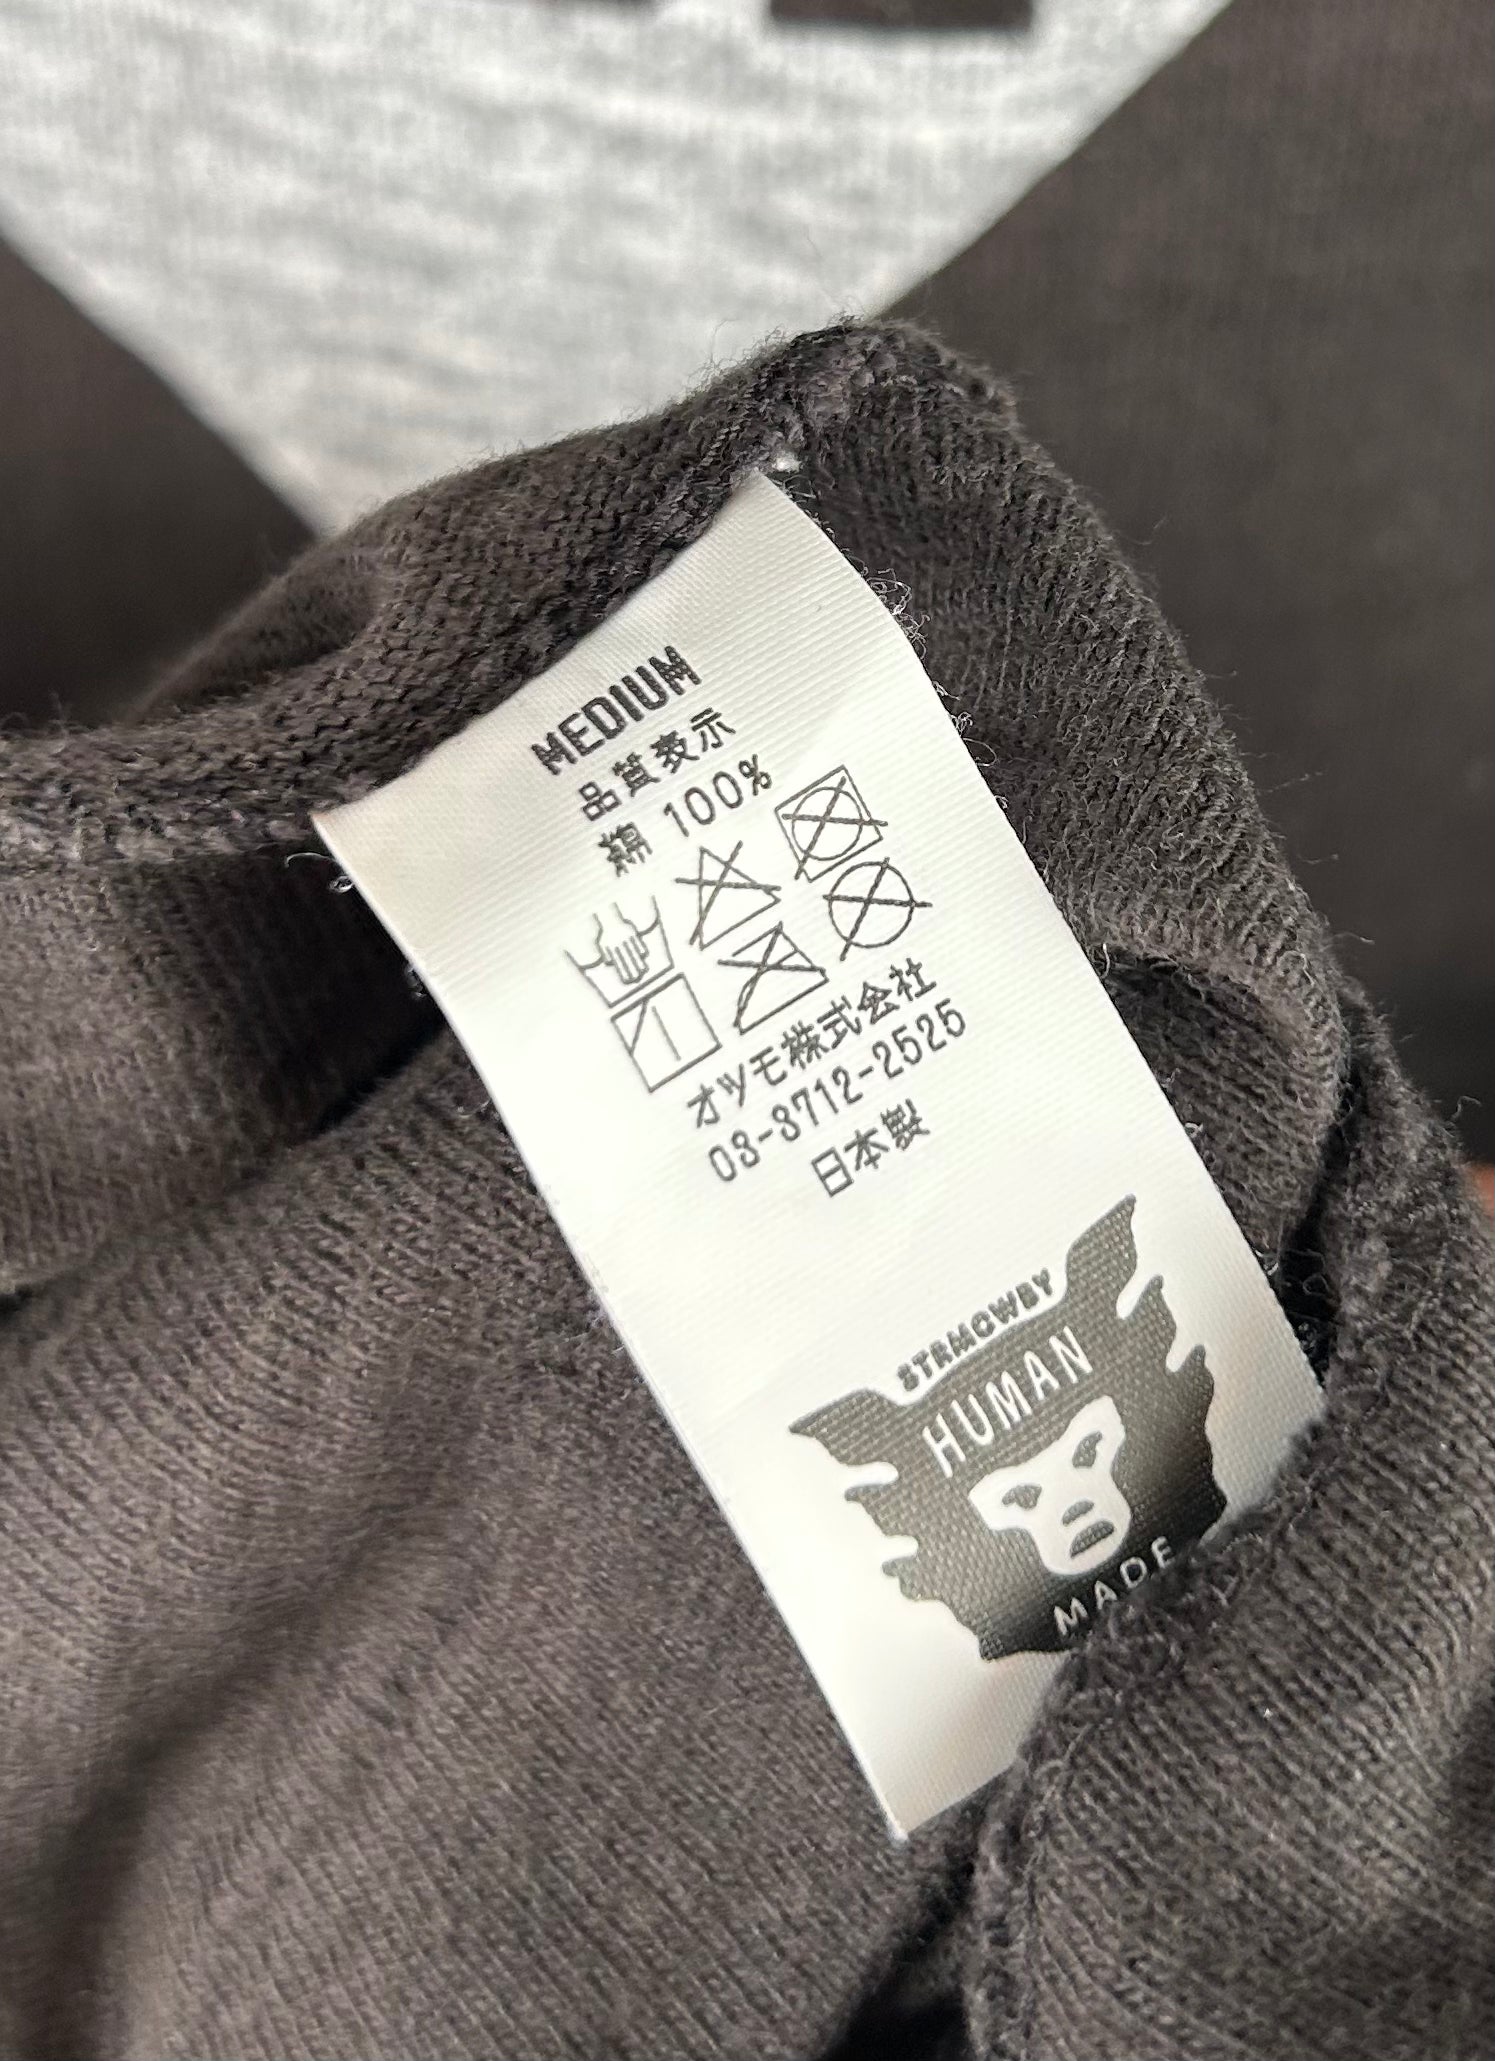 MEDIUM
品質表示
綿 100%
オツモ株式会社
03-3712-2525
日本製
STRMCWBY
HUMAN
MADE